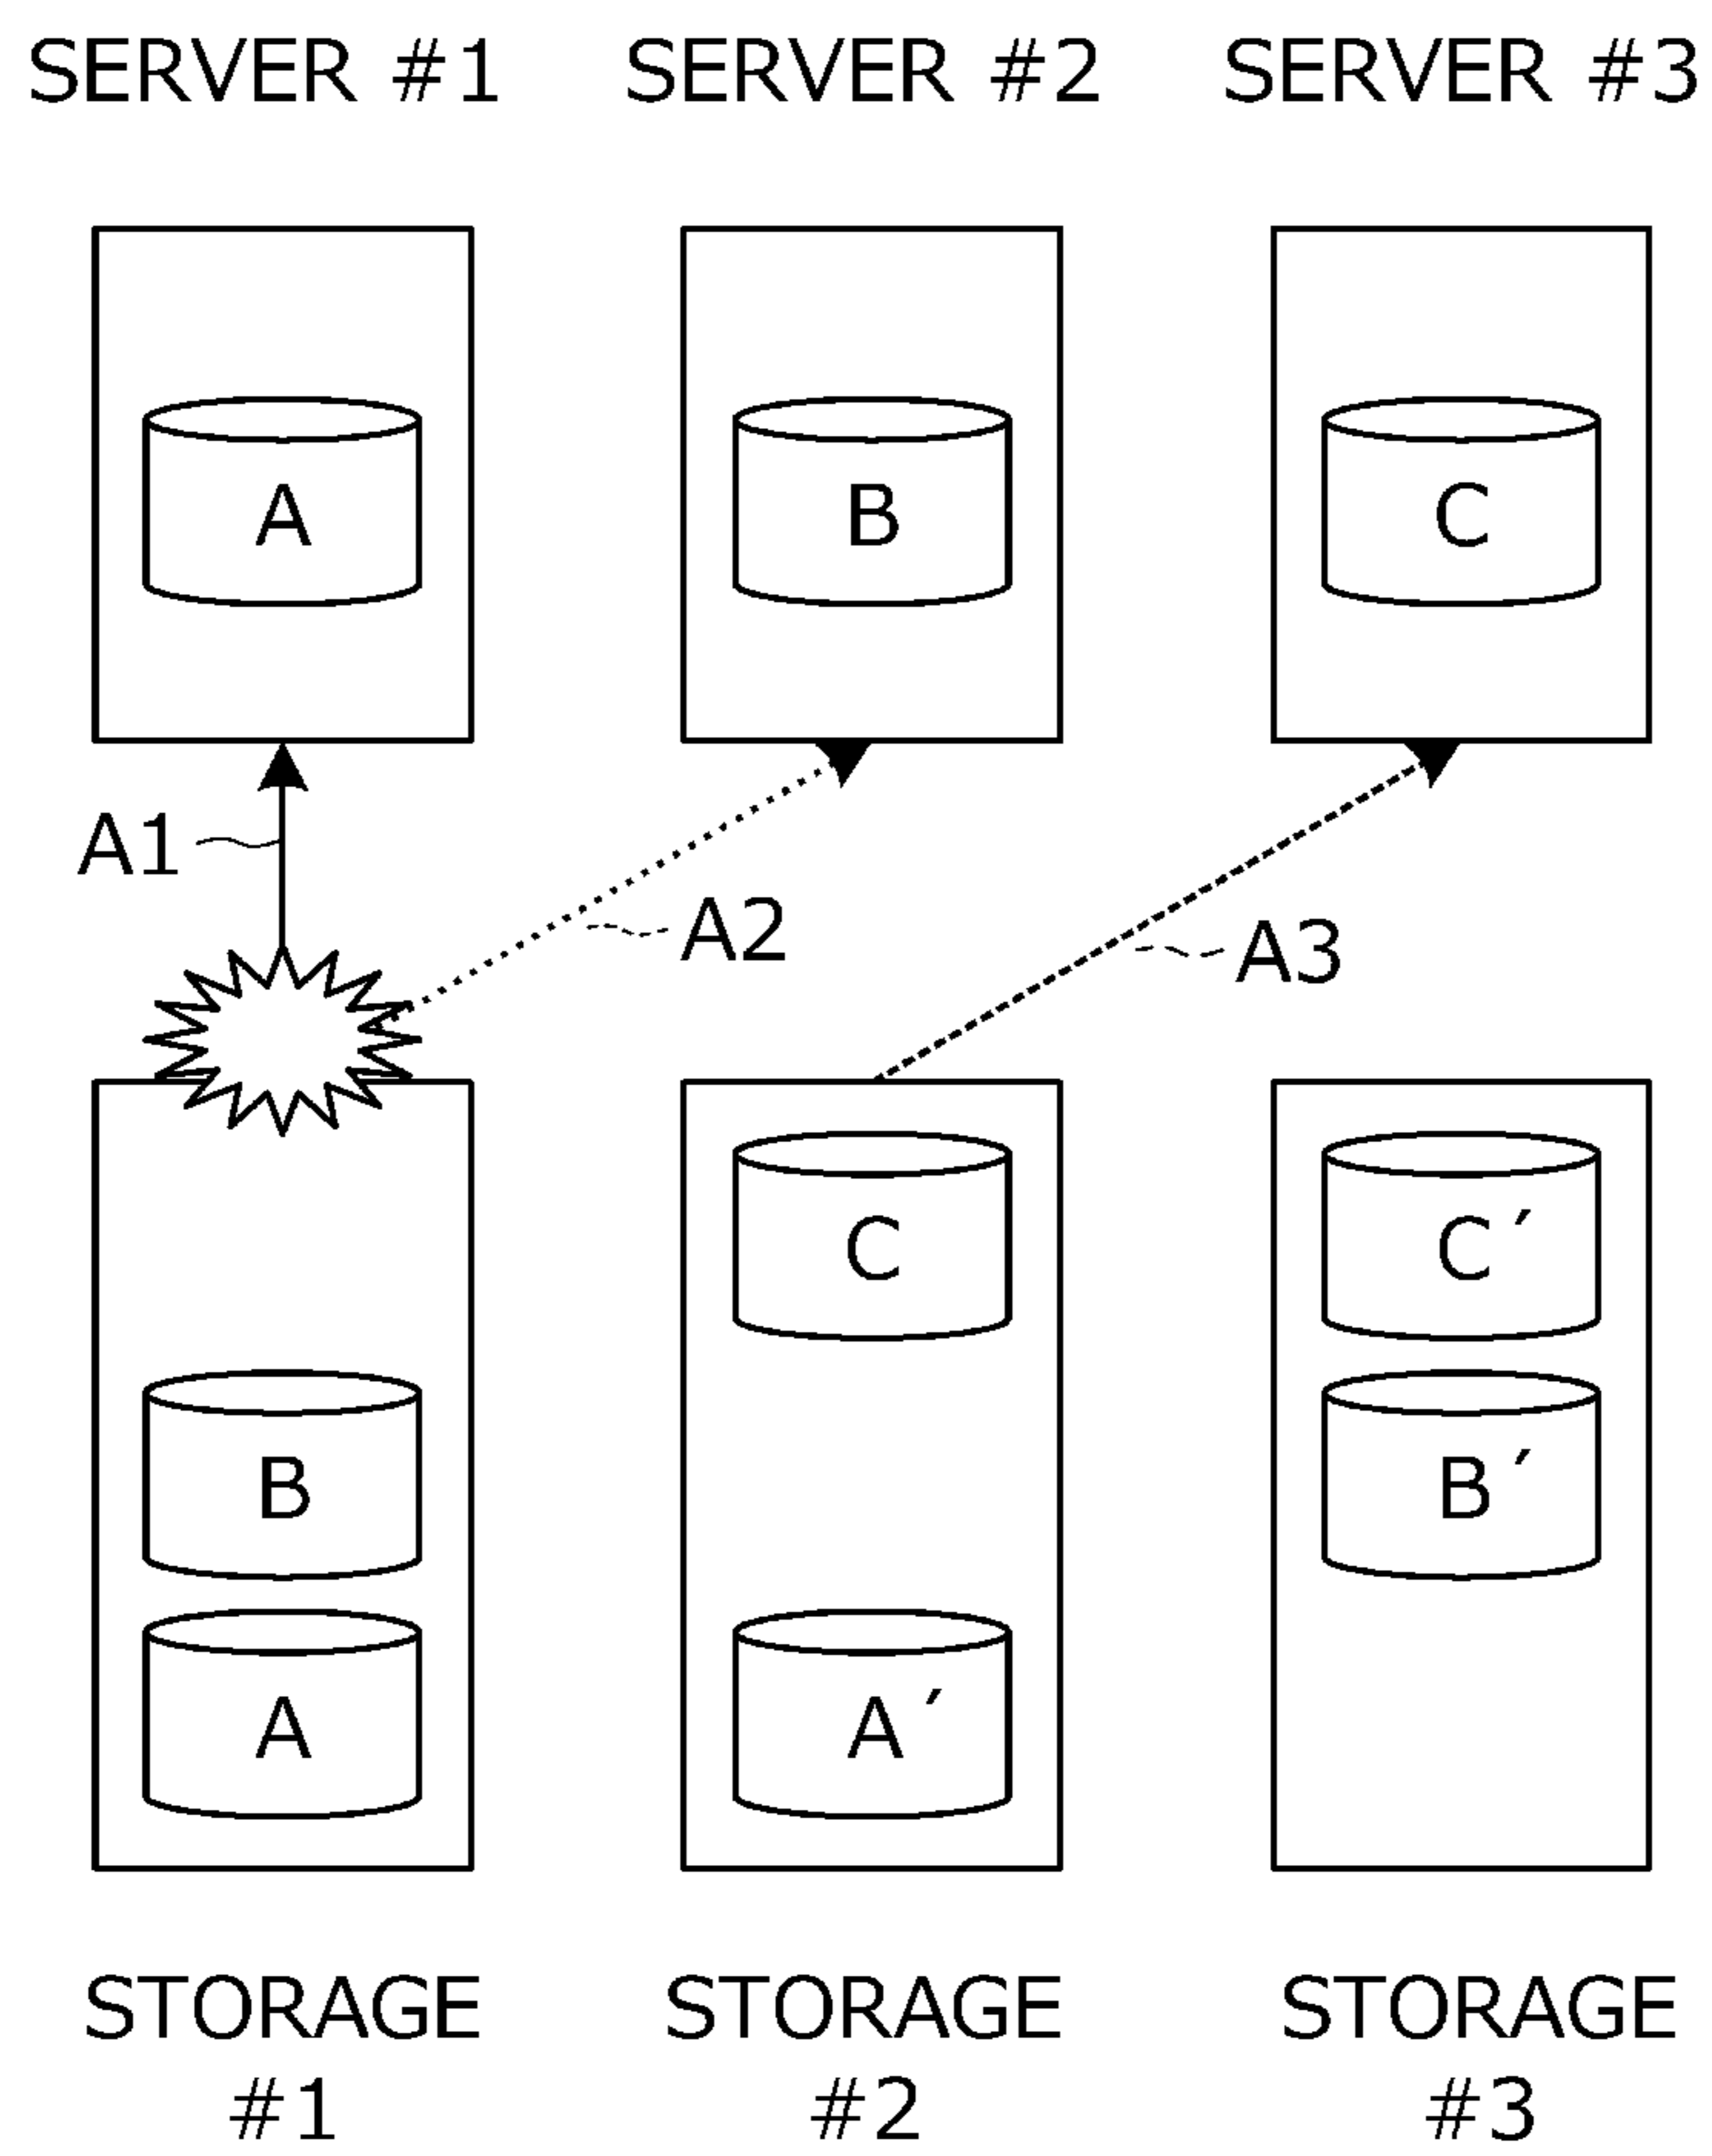 SERVER #1 SERVER #2 SERVER #3
A B C
A1
A2
A3
C C´
B B´
A A´
STORAGE #1
STORAGE #2
STORAGE #3